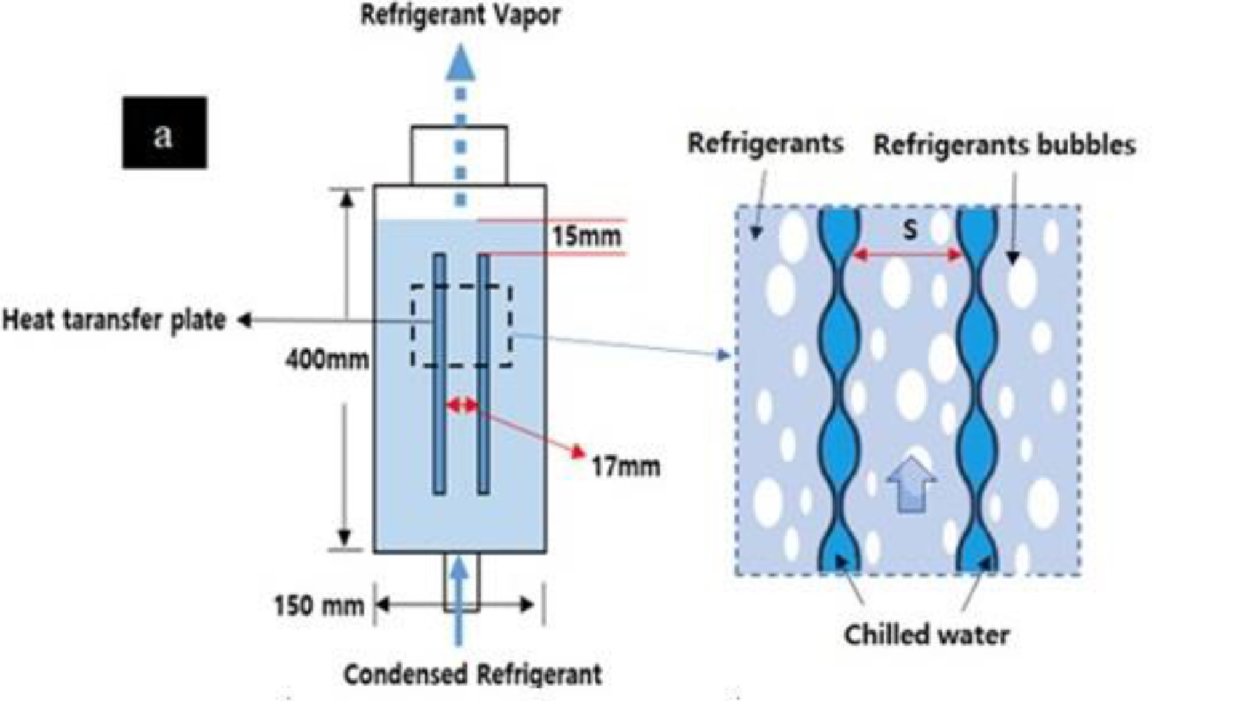 Refrigerant Vapor
a
Refrigerants
Refrigerants bubbles
15mm
S
Heat taransfer plate
400mm
17mm
150 mm
Chilled water
Condensed Refrigerant